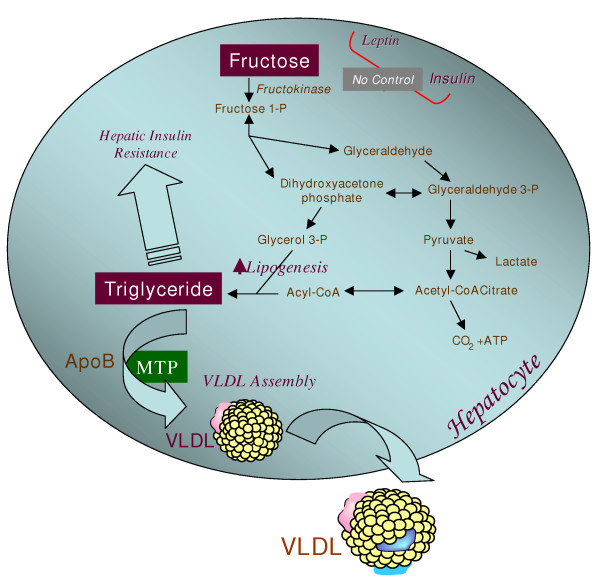 Leptin
Fructose
No Control
Insulin
Fructokinase
Fructose 1-P
Hepatic Insulin
Resistance
Glyceraldehyde
Dihydroxyacetone
phosphate
Glyceraldehyde 3-P
Glycerol 3-P
Pyruvate
Lactate
Lipogenesis
Triglyceride
Acyl-CoA
Acetyl-CoACitrate
CO2 +ATP
ApoB
MTP
VLDL Assembly
Hepatocyte
VLDL
VLDL